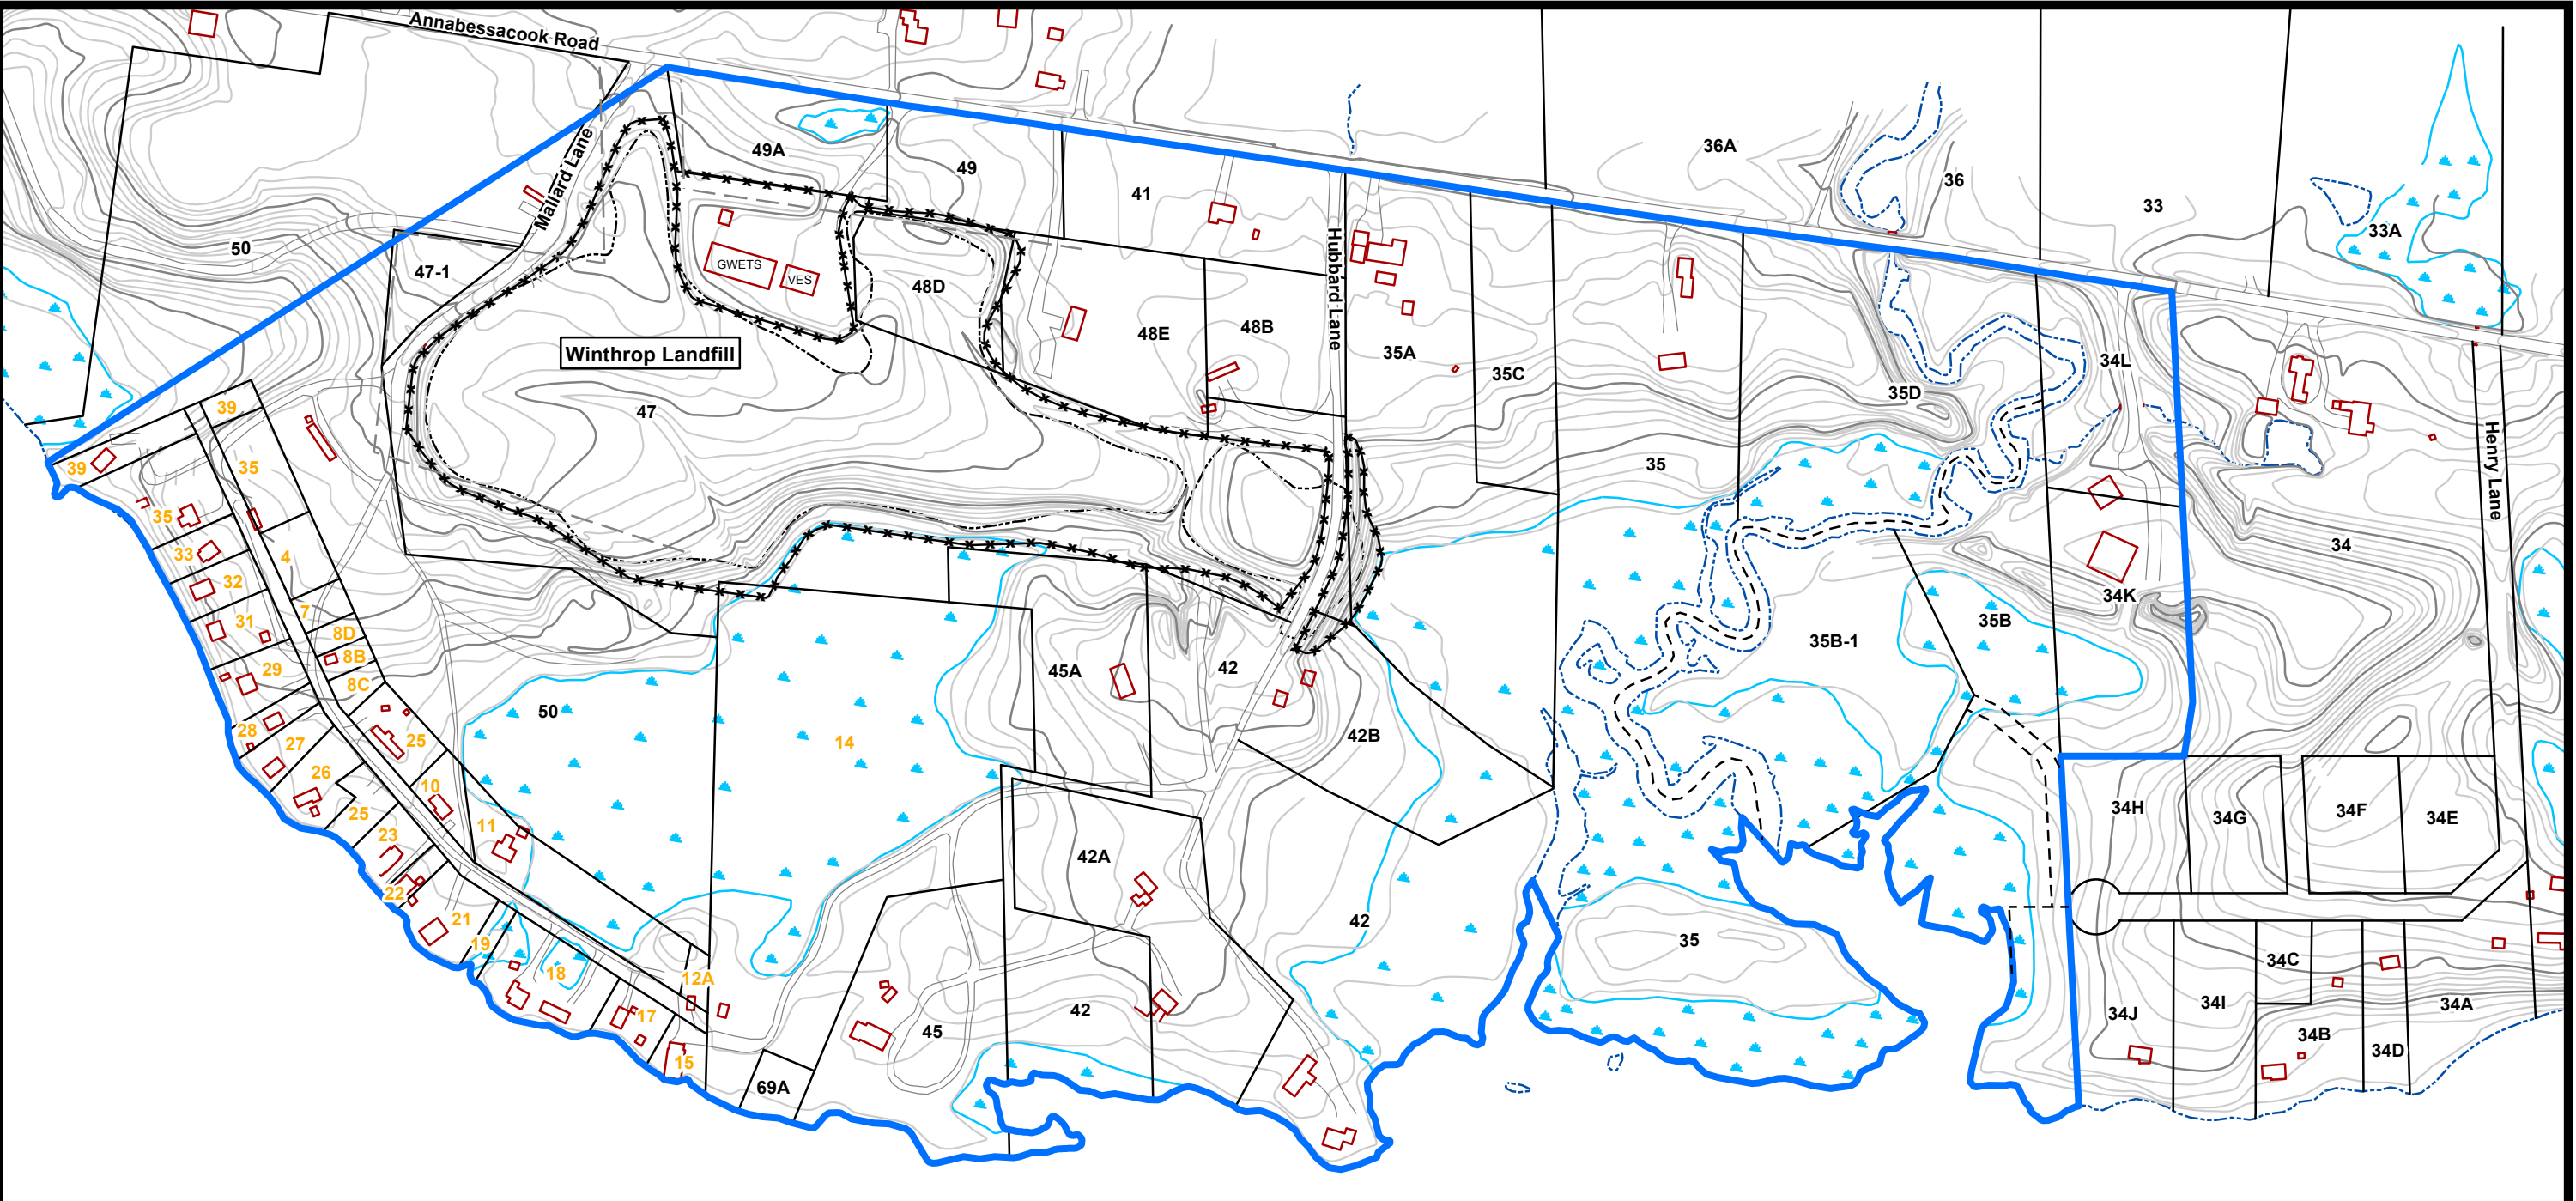 Annabessacook Road
Mallard Lane
49A
49
41
36A
36
33
33A
50
47-1
GWETS
VES
48D
Hubbard Lane
48E
48B
35A
35C
35D
34L
Winthrop Landfill
47
39
39
35
35
35
Henry Lane
34
33
4
32
7
31
8D
8B
29
8C
45A
42
35B-1
35B
34K
50
28
27
25
14
42B
26
10
25
11
23
42A
34H
34G
34F
34E
22
21
19
42
35
18
12A
34C
17
45
42
34J
34I
34A
34B
15
69A
34D